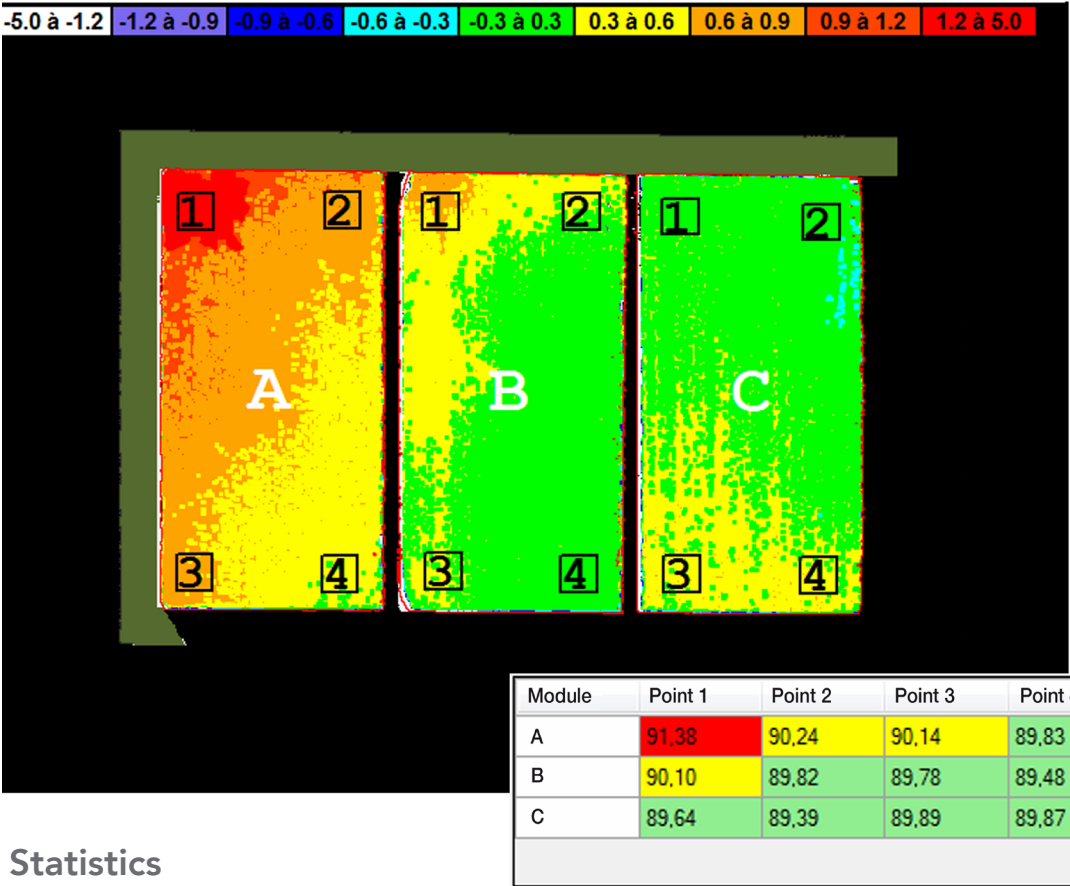 -5.0 à -1.2 -1.2 à -0.9 -0.9 à -0.6 -0.6 à -0.3 -0.3 à 0.3 0.3 à 0.6 0.6 à 0.9 0.9 à 1.2 1.2 à 5.0
1 2 1 2 1 2
A B C
3 4 3 4 3 4
Module Point 1 Point 2 Point 3 Point
A 91,38 90,24 90,14 89,83
B 90,10 89,82 89,78 89,48
C 89,64 89,39 89,89 89,87
Statistics